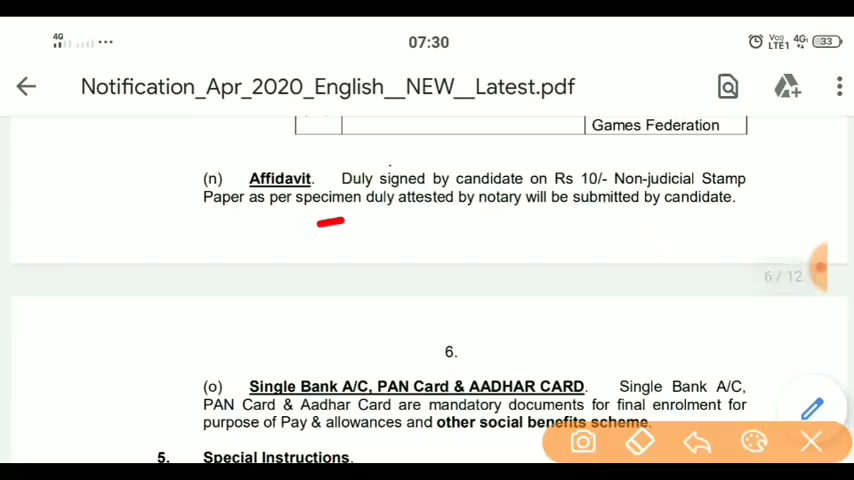 4G
07:30
Vo)) LTE1 4G 33
Notification_Apr_2020_English__NEW__Latest.pdf
Games Federation
(n) Affidavit. Duly signed by candidate on Rs 10/- Non-judicial Stamp
Paper as per specimen duly attested by notary will be submitted by candidate.
6 / 12
6.
(o) Single Bank A/C, PAN Card & AADHAR CARD. Single Bank A/C,
PAN Card & Aadhar Card are mandatory documents for final enrolment for
purpose of Pay & allowances and other social benefits scheme.
5. Special Instructions.